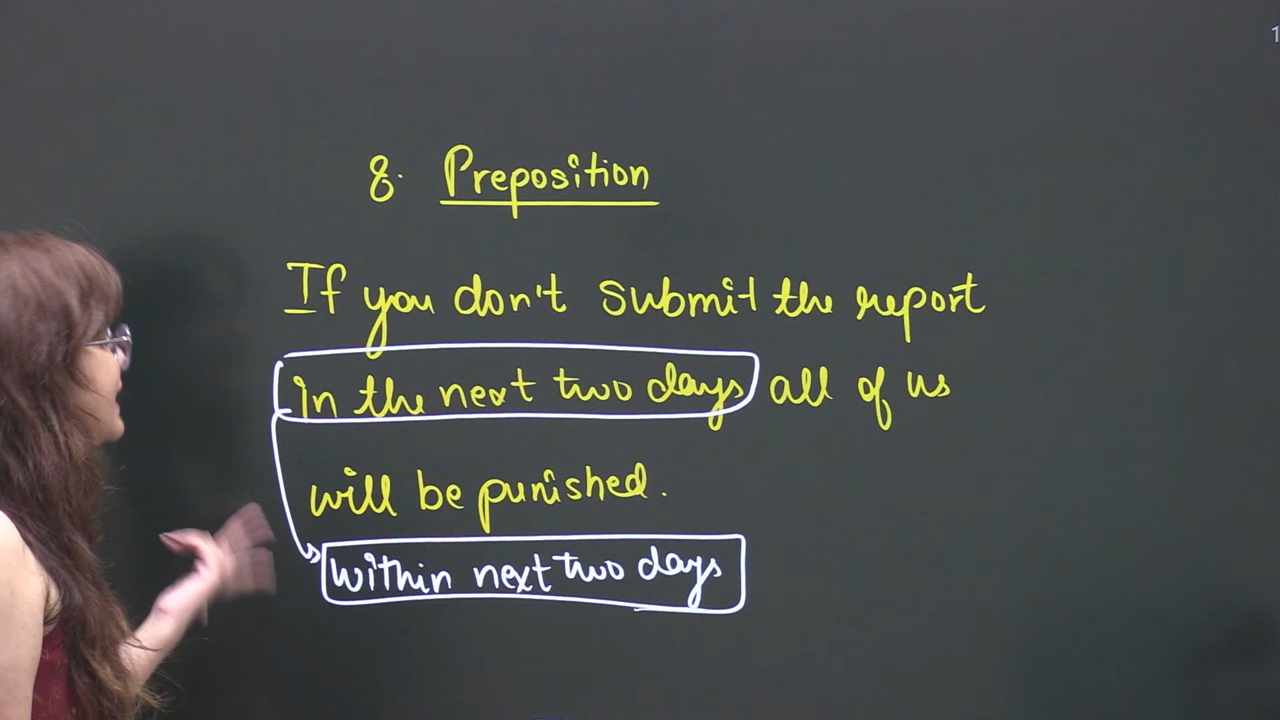 8. Preposition
If you don't submit the report
in the next two days all of us
will be punished.
within next two days